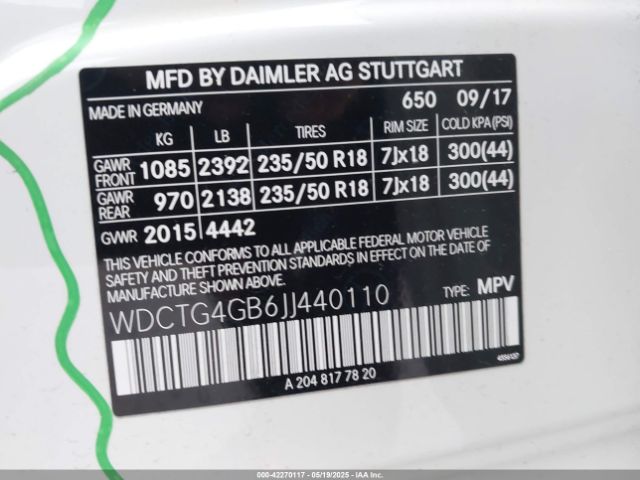 MFD BY DAIMLER AG STUTTGART
MADE IN GERMANY 650 09/17
KG LB TIRES RIM SIZE COLD KPA(PSI)
GAWR FRONT 1085 2392 235/50 R18 7Jx18 300(44)
GAWR REAR 970 2138 235/50 R18 7Jx18 300(44)
GVWR 2015 4442
THIS VEHICLE CONFORMS TO ALL APPLICABLE FEDERAL MOTOR VEHICLE
SAFETY AND THEFT PREVENTION STANDARDS IN EFFECT ON THE DATE OF
MANUFACTURE SHOWN ABOVE. TYPE: MPV
WDCTG4GB6JJ440110
A 204 817 78 20
00-42270117 - 05/19/2025 - IAAI.COM